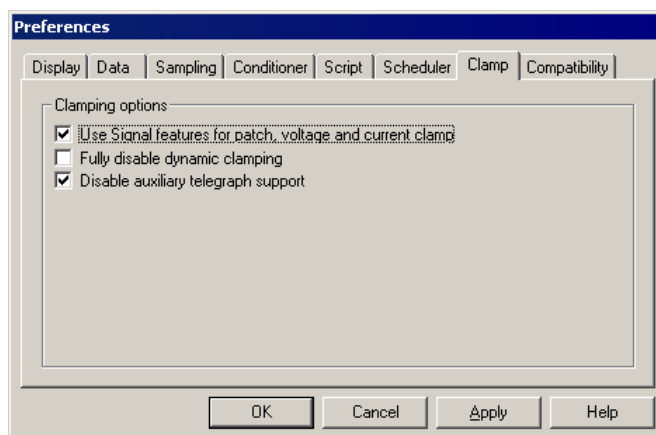 Preferences
Display Data Sampling Conditioner Script Scheduler Clamp Compatibility
Clamping options
Use Signal features for patch, voltage and current clamp
Fully disable dynamic clamping
Disable auxiliary telegraph support
OK Cancel Apply Help